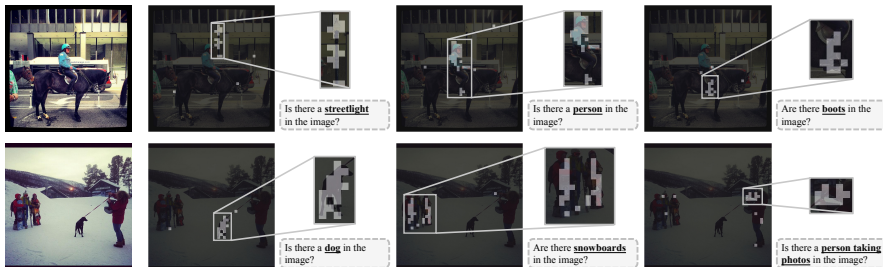 Is there a streetlight
in the image?
Is there a person in the
image?
Are there boots in the
image?
Is there a dog in the
image?
Are there snowboards
in the image?
Is there a person taking
photos in the image?